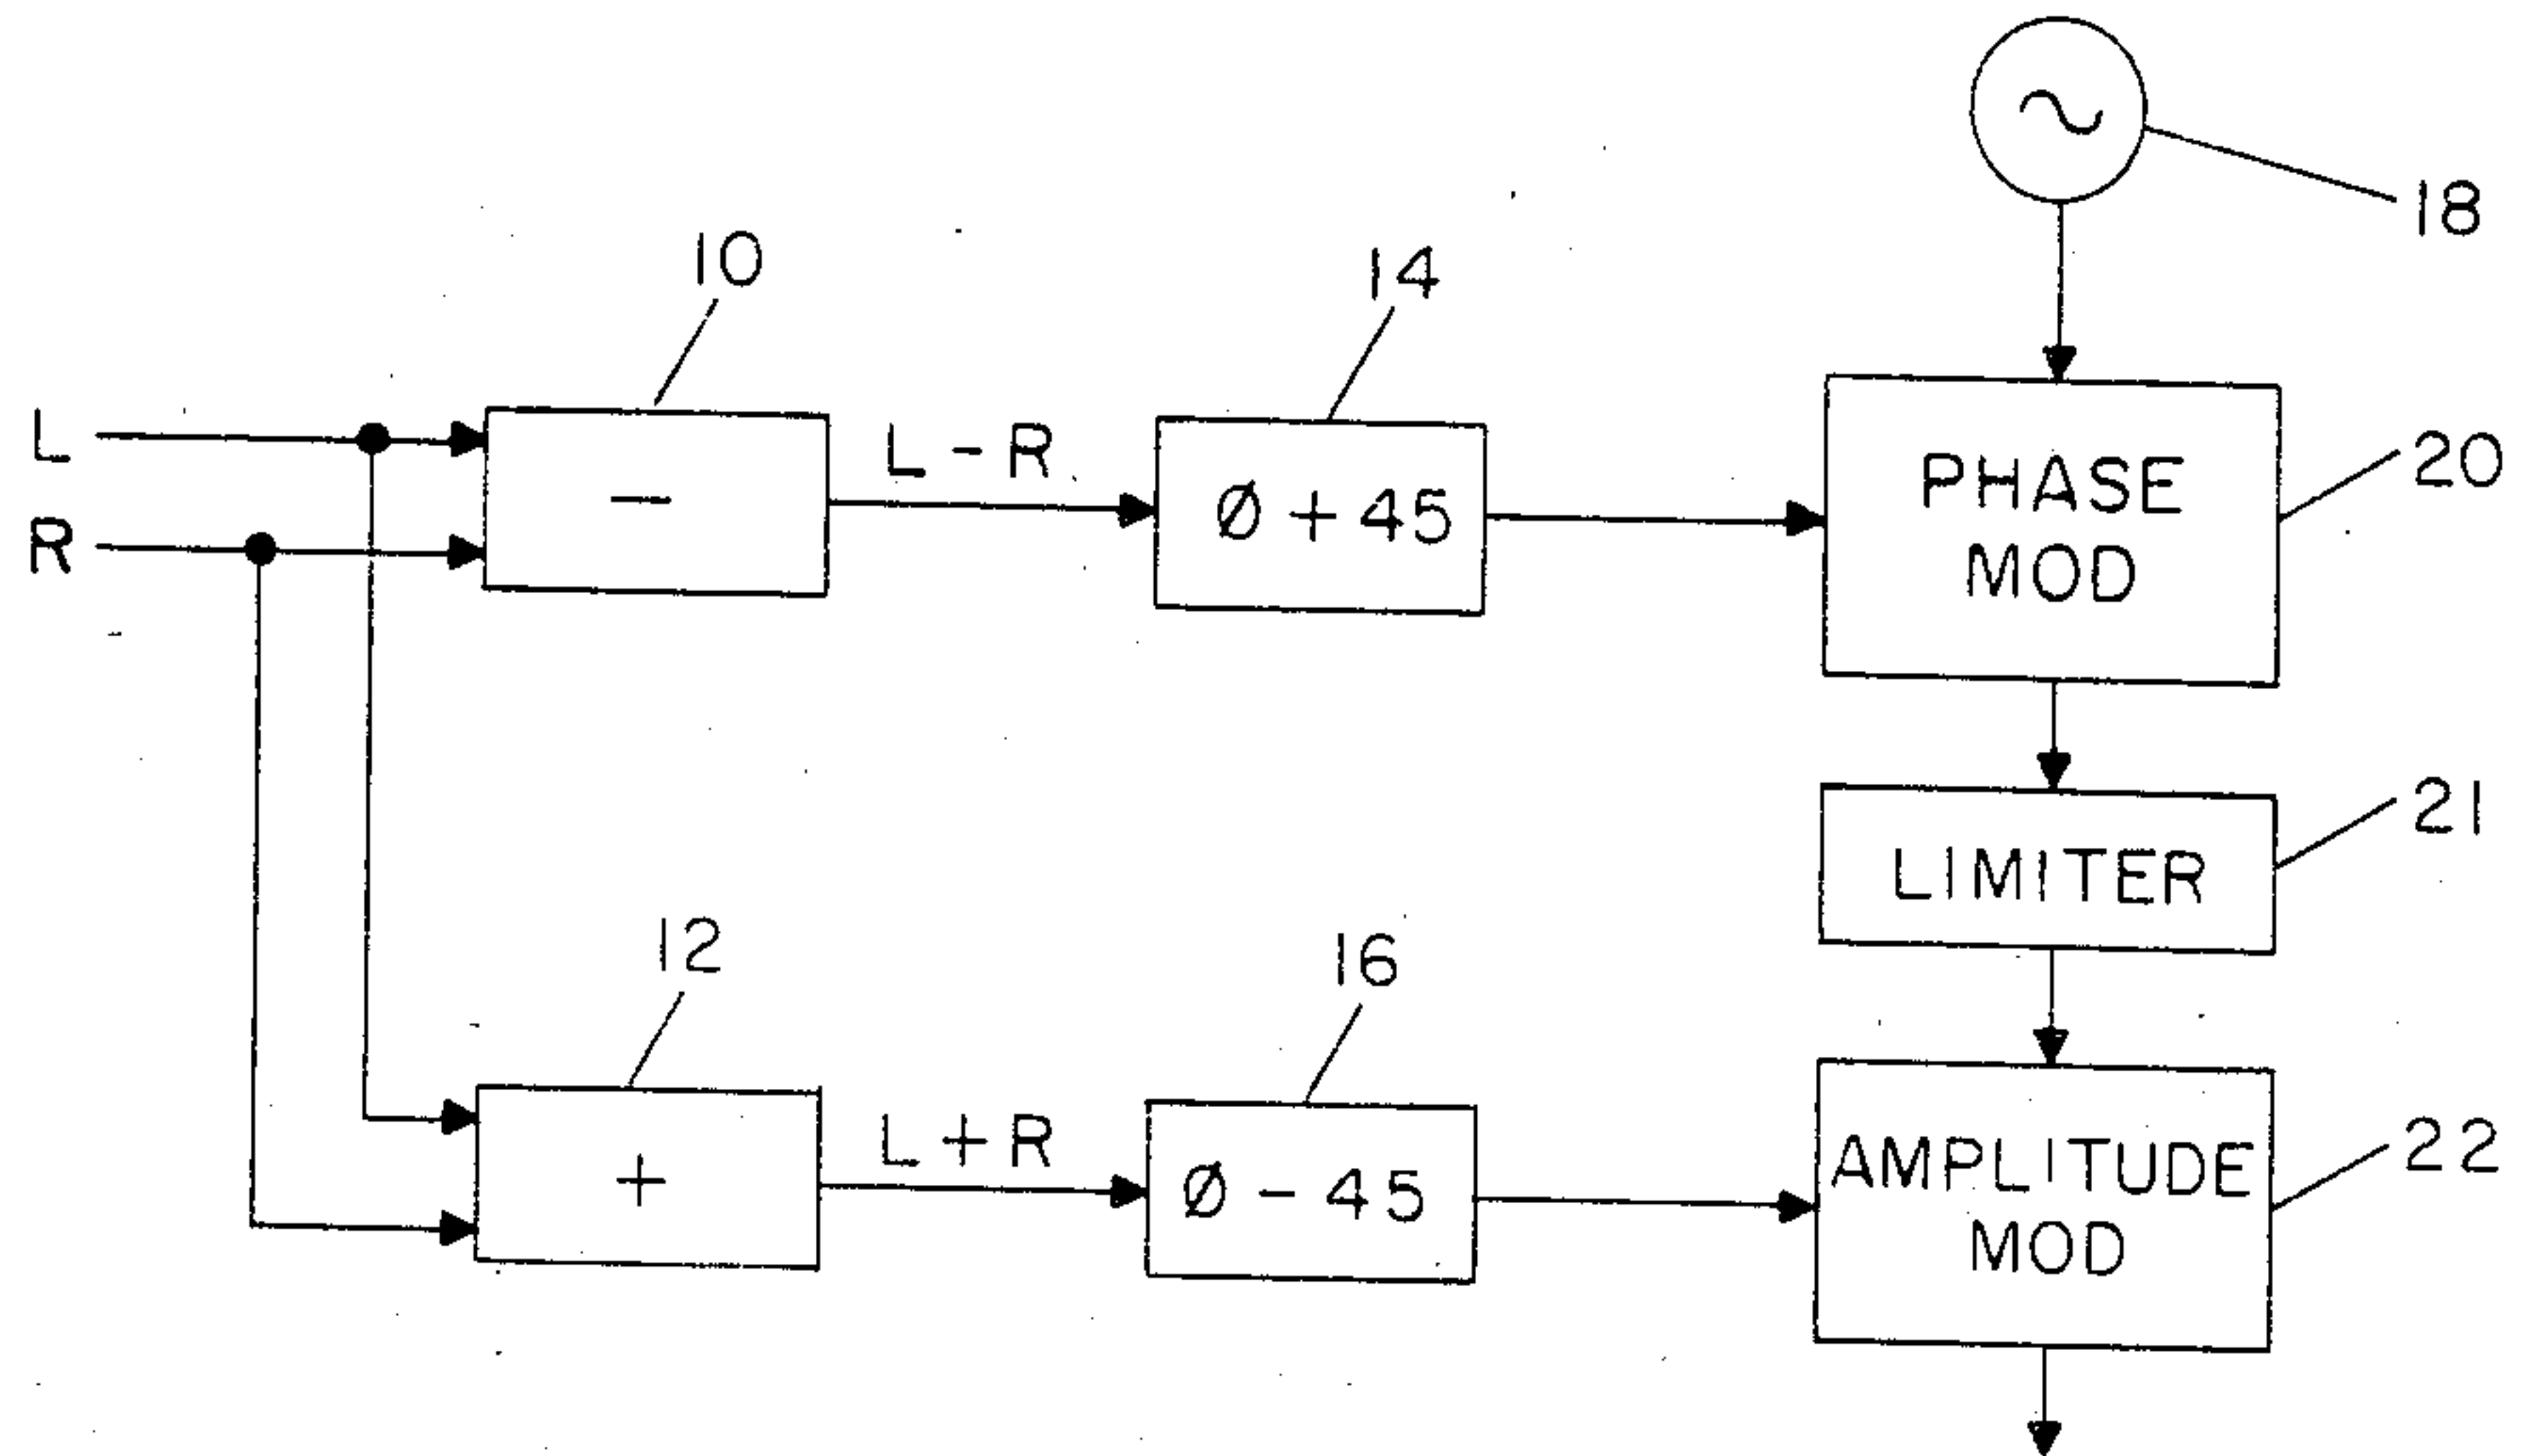 18
10
14
L
R
-
L - R
Ø + 45
PHASE
MOD
20
LIMITER
21
12
16
+
L + R
Ø - 45
AMPLITUDE
MOD
22